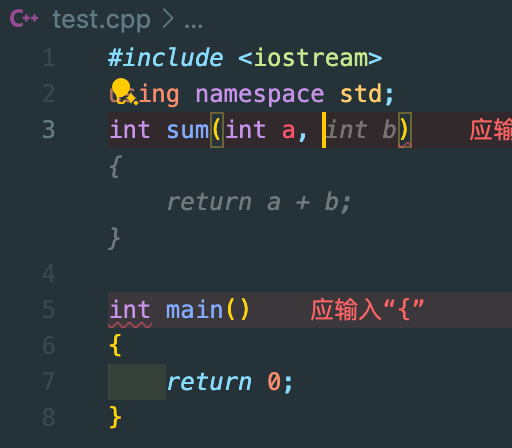 C++ test.cpp > ...
1 #include <iostream>
2 using namespace std;
3 int sum(int a, int b) 应输
{
return a + b;
}
4
5 int main() 应输入“{”
6 {
7 return 0;
8 }